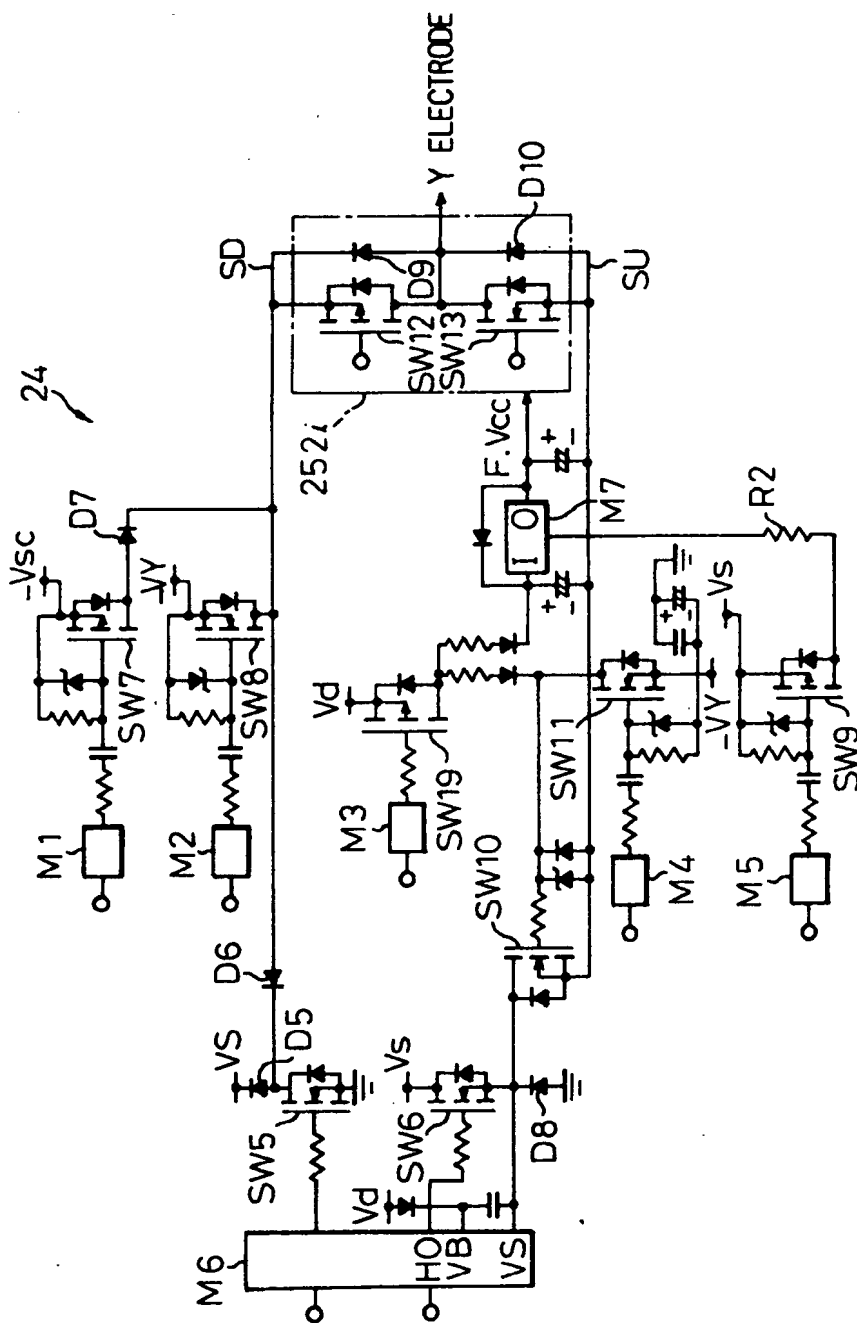 24
-Vsc
D7
SD
M1
SW7
-VY
252i
D9
Y ELECTRODE
M2
SW8
SW12
D10
D6
SW13
SU
VS
D5
Vd
F.Vcc
SW5
M3
SW19
I O
M7
Vs
SW10
SW6
SW11
R2
Vd
D8
M4
-VY
Vs
M6
HO
VB
VS
M5
SW9
+
-
+
-
+
-